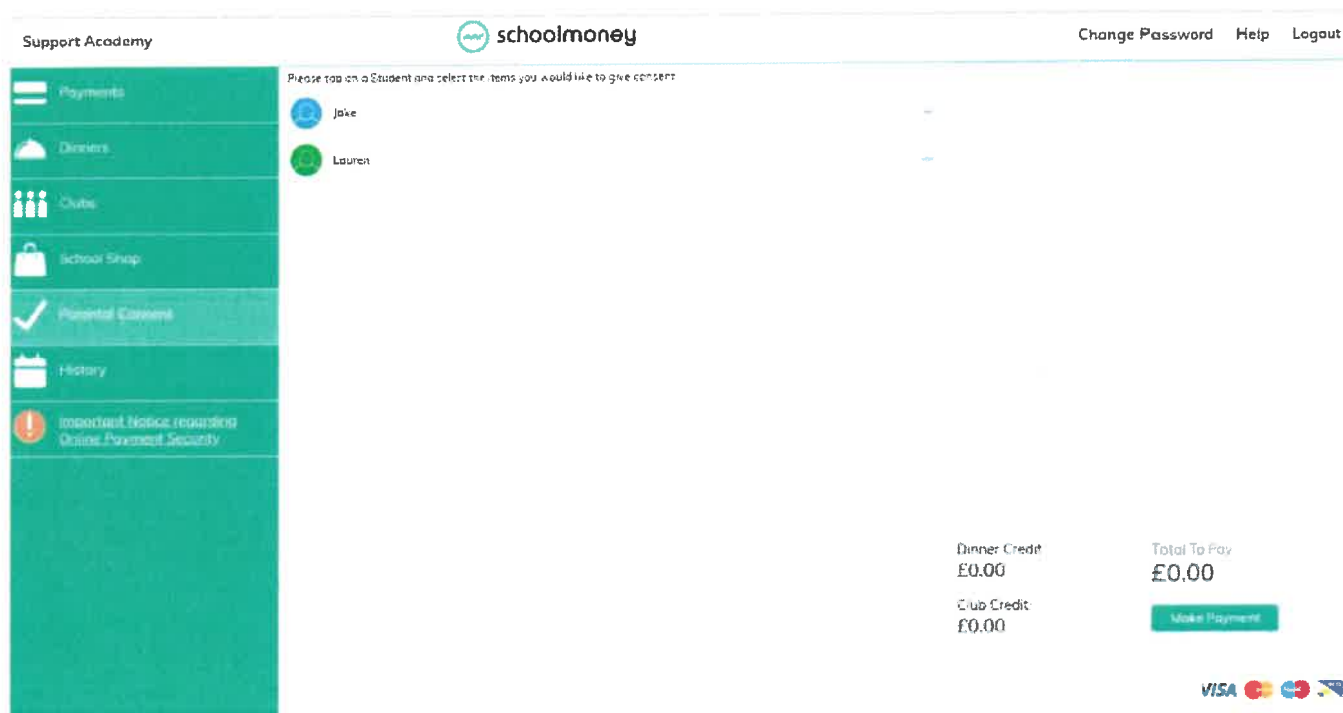 Support Academy
schoolmoney
Change Password Help Logout
Payments
Dinners
Clubs
School Shop
Parental Consent
History
Important Notice regarding
Online Payment Security
Please tap on a Student and select the items you would like to give consent
Jake
Lauren
Dinner Credit
£0.00
Club Credit
£0.00
Total To Pay
£0.00
Make Payment
VISA